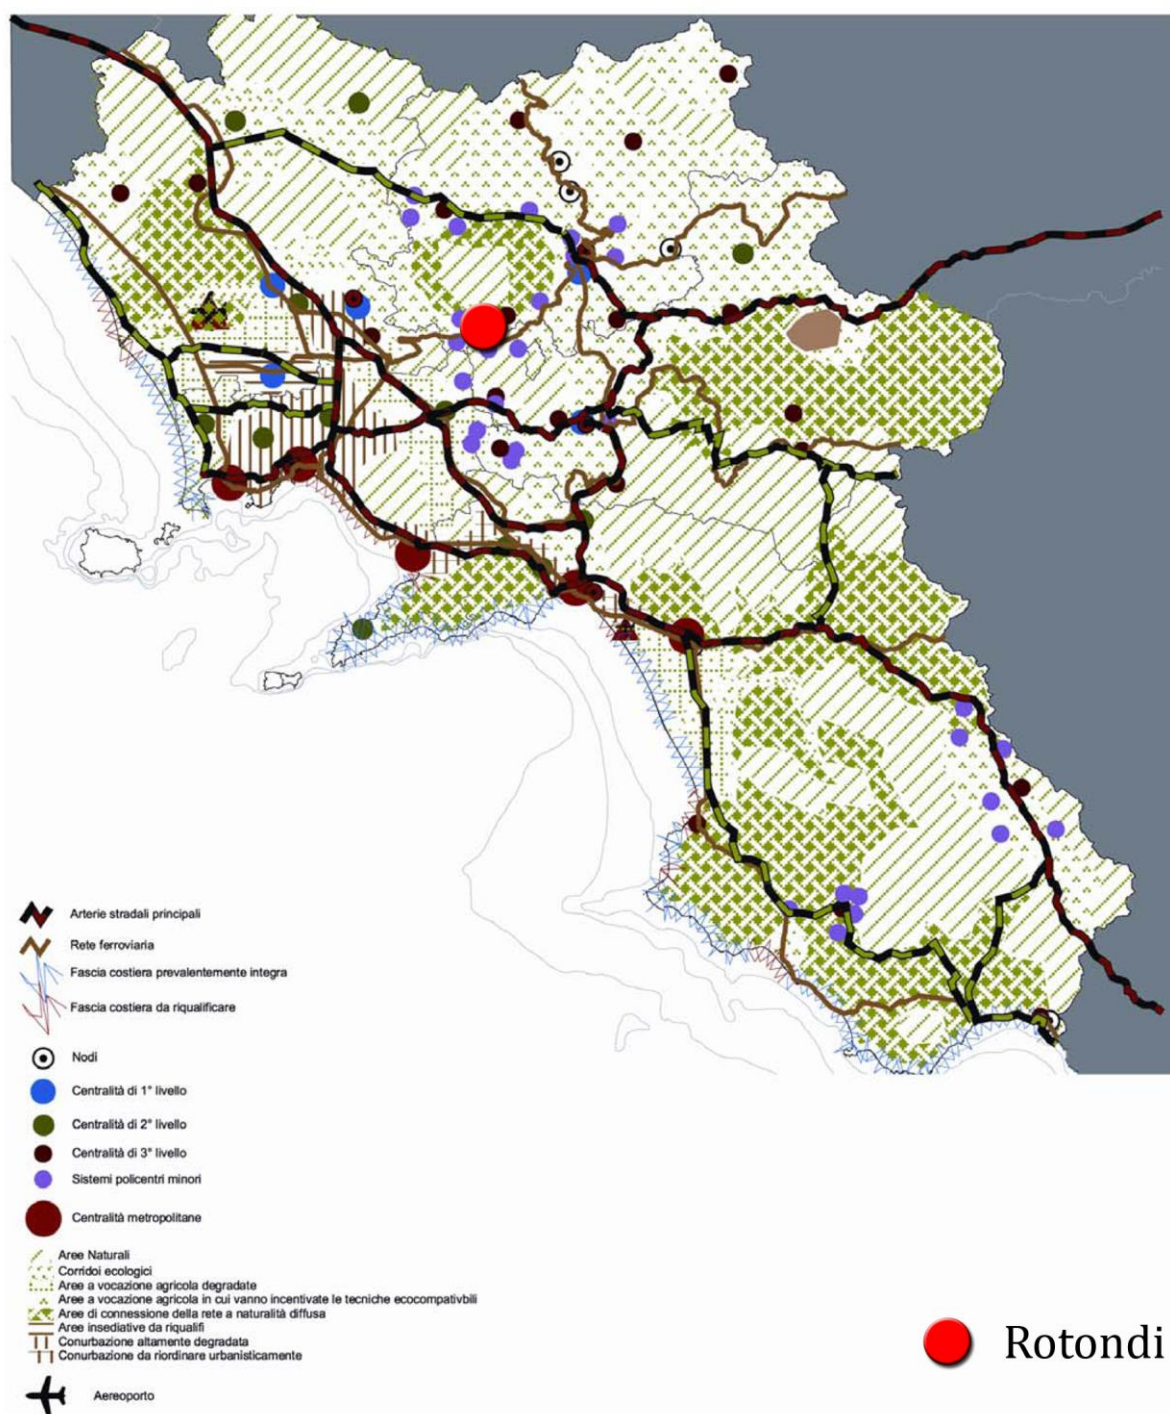 Arterie stradali principali
Rete ferroviaria
Fascia costiera prevalentemente integra
Fascia costiera da riqualificare
Nodi
Centralità di 1° livello
Centralità di 2° livello
Centralità di 3° livello
Sistemi policentri minori
Centralità metropolitane
Aree Naturali
Corridoi ecologici
Aree a vocazione agricola degradate
Aree a vocazione agricola in cui vanno incentivate le tecniche ecocompativbili
Aree di connessione della rete a naturalità diffusa
Aree insediative da riqualifi
Conurbazione altamente degradata
Conurbazione da riordinare urbanisticamente
Aereoporto
Rotondi